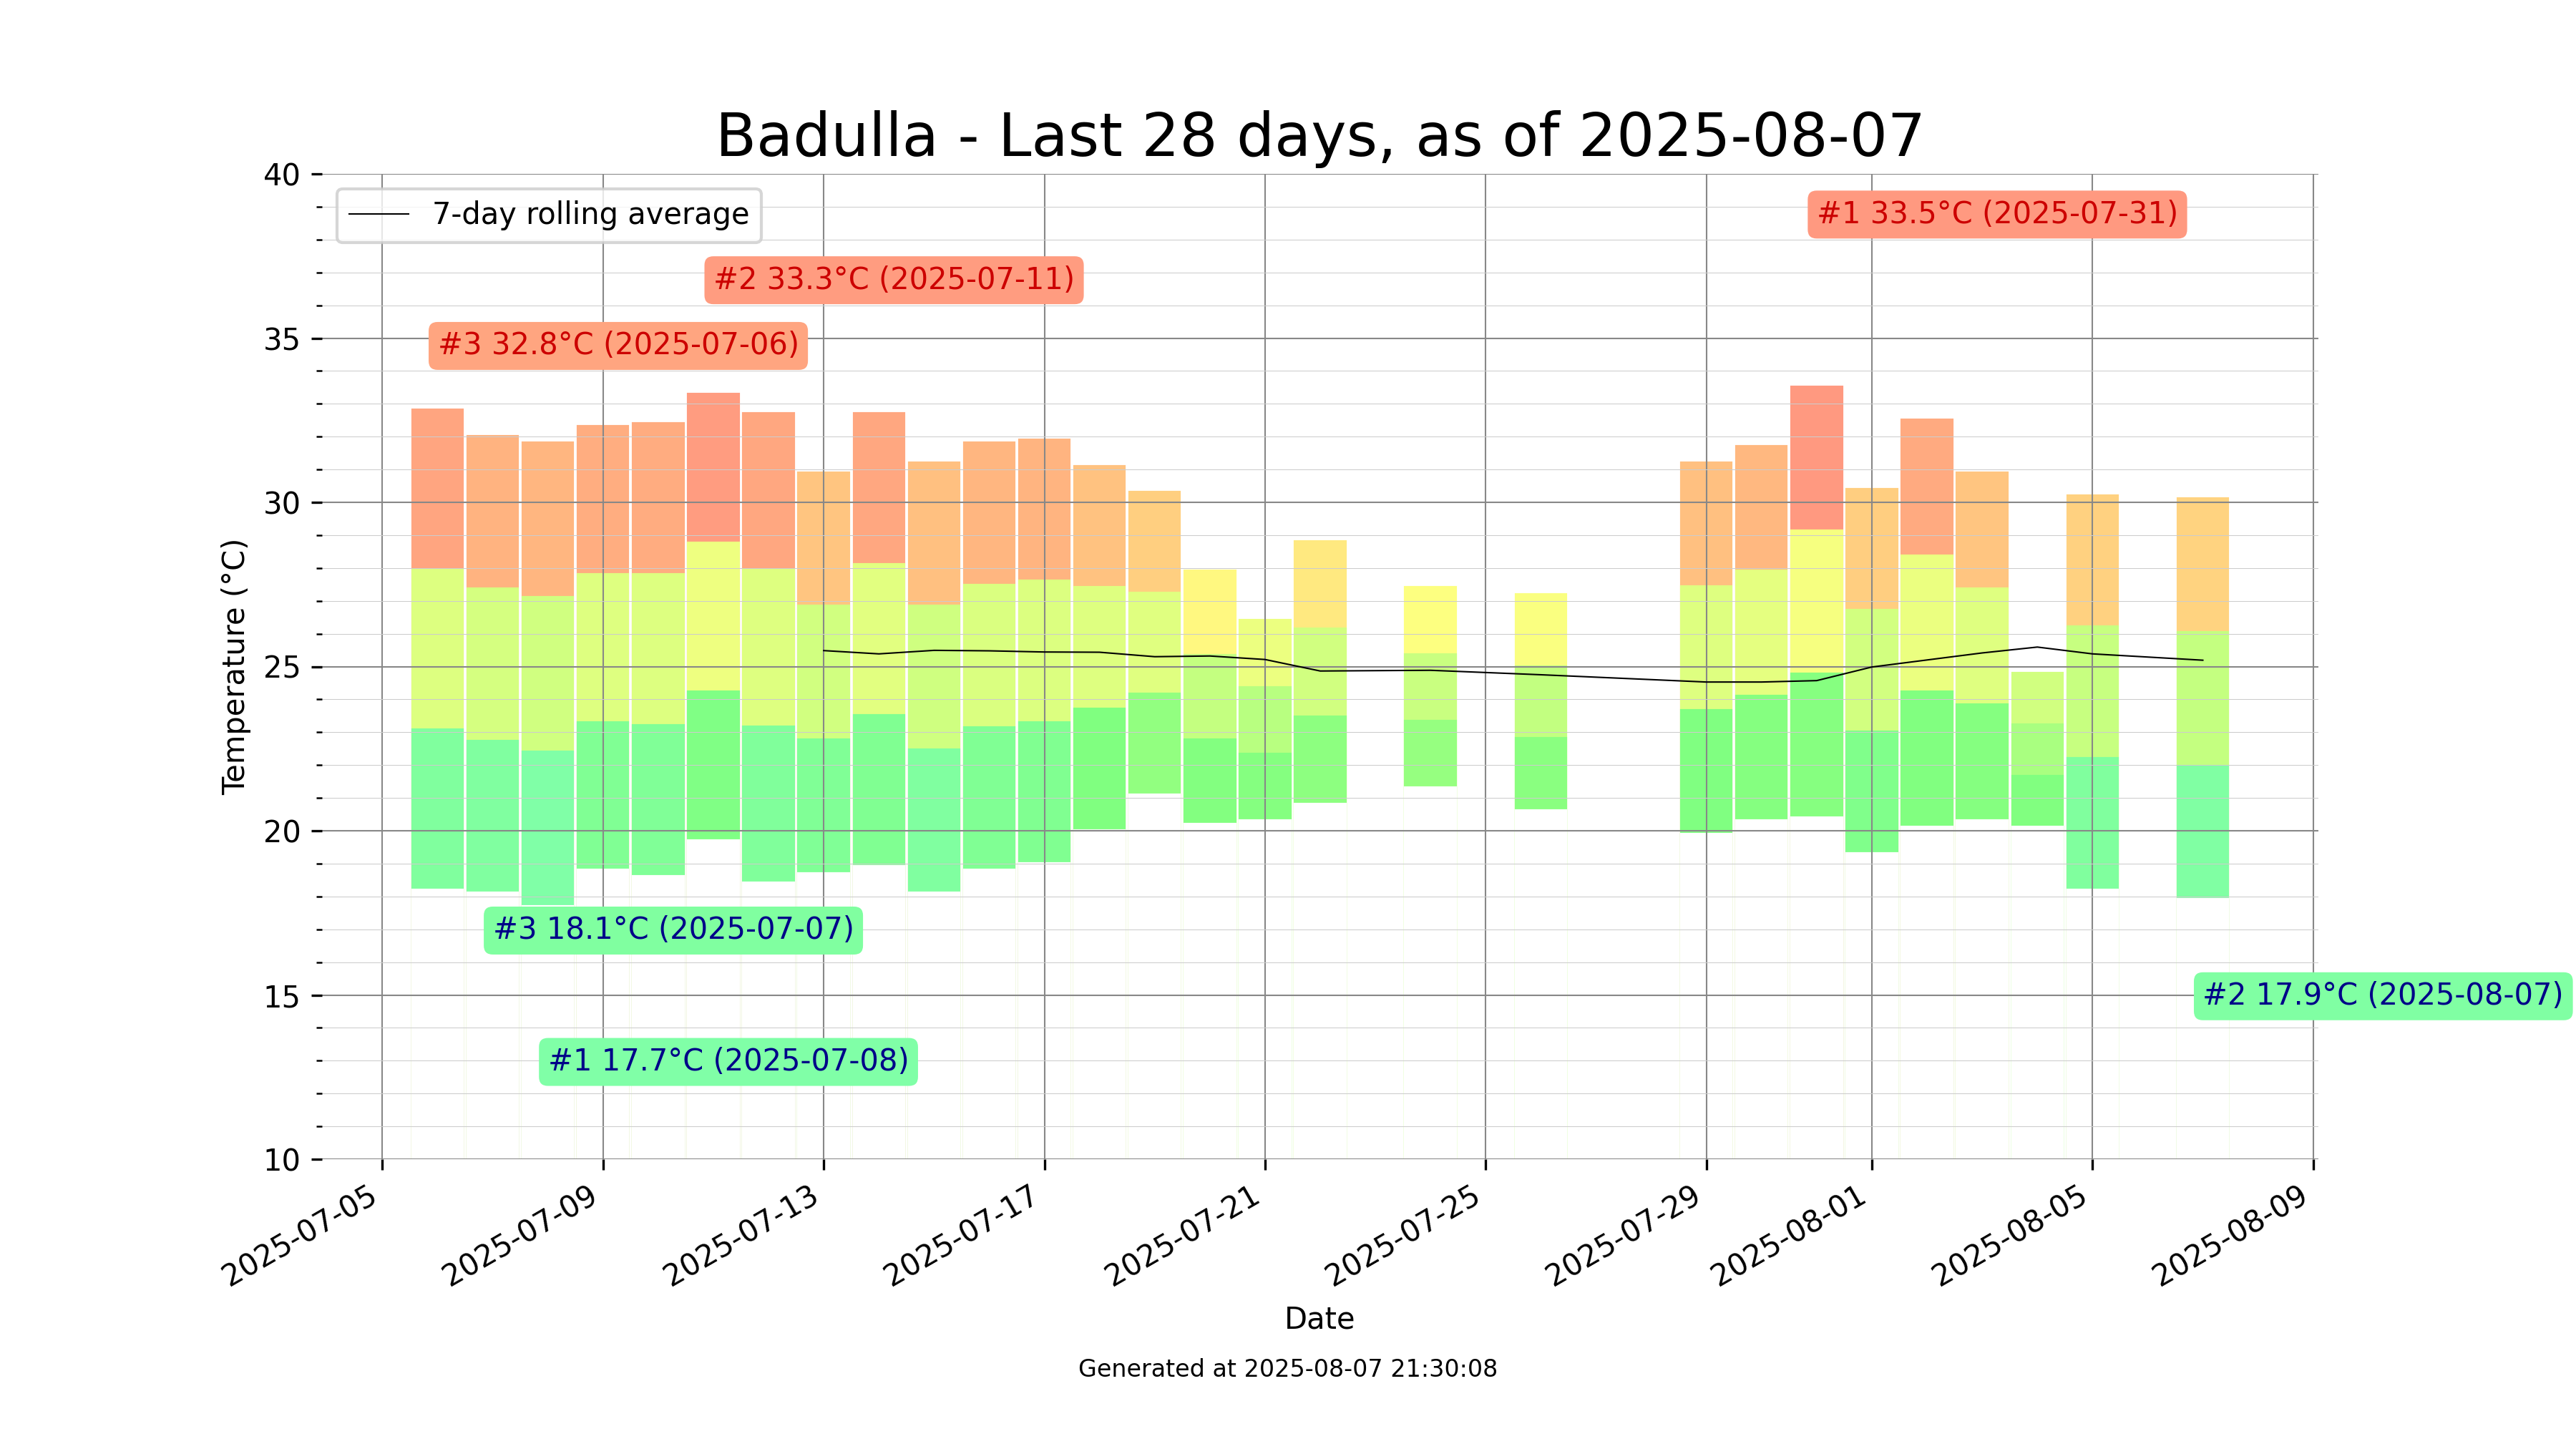 Badulla - Last 28 days, as of 2025-08-07
7-day rolling average
#1 33.5°C (2025-07-31)
#2 33.3°C (2025-07-11)
#3 32.8°C (2025-07-06)
#3 18.1°C (2025-07-07)
#2 17.9°C (2025-08-07)
#1 17.7°C (2025-07-08)
Temperature (°C)
40
35
30
25
20
15
10
2025-07-05
2025-07-09
2025-07-13
2025-07-17
2025-07-21
2025-07-25
2025-07-29
2025-08-01
2025-08-05
2025-08-09
Date
Generated at 2025-08-07 21:30:08